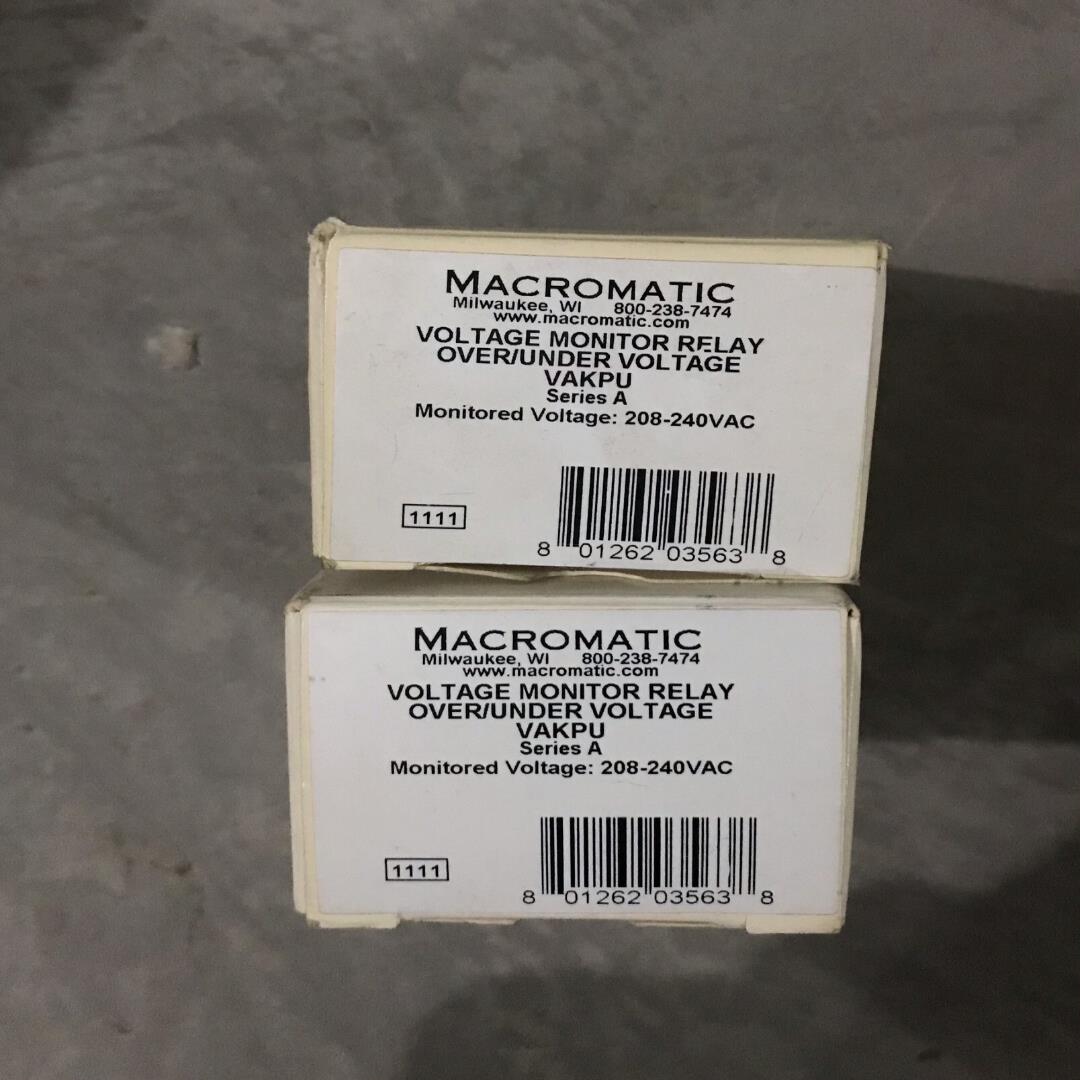 MACROMATIC
Milwaukee, WI 800-238-7474
www.macromatic.com
VOLTAGE MONITOR RELAY
OVER/UNDER VOLTAGE
VAKPU
Series A
Monitored Voltage: 208-240VAC
1111
8 01262 03563 8
MACROMATIC
Milwaukee, WI 800-238-7474
www.macromatic.com
VOLTAGE MONITOR RELAY
OVER/UNDER VOLTAGE
VAKPU
Series A
Monitored Voltage: 208-240VAC
1111
8 01262 03563 8